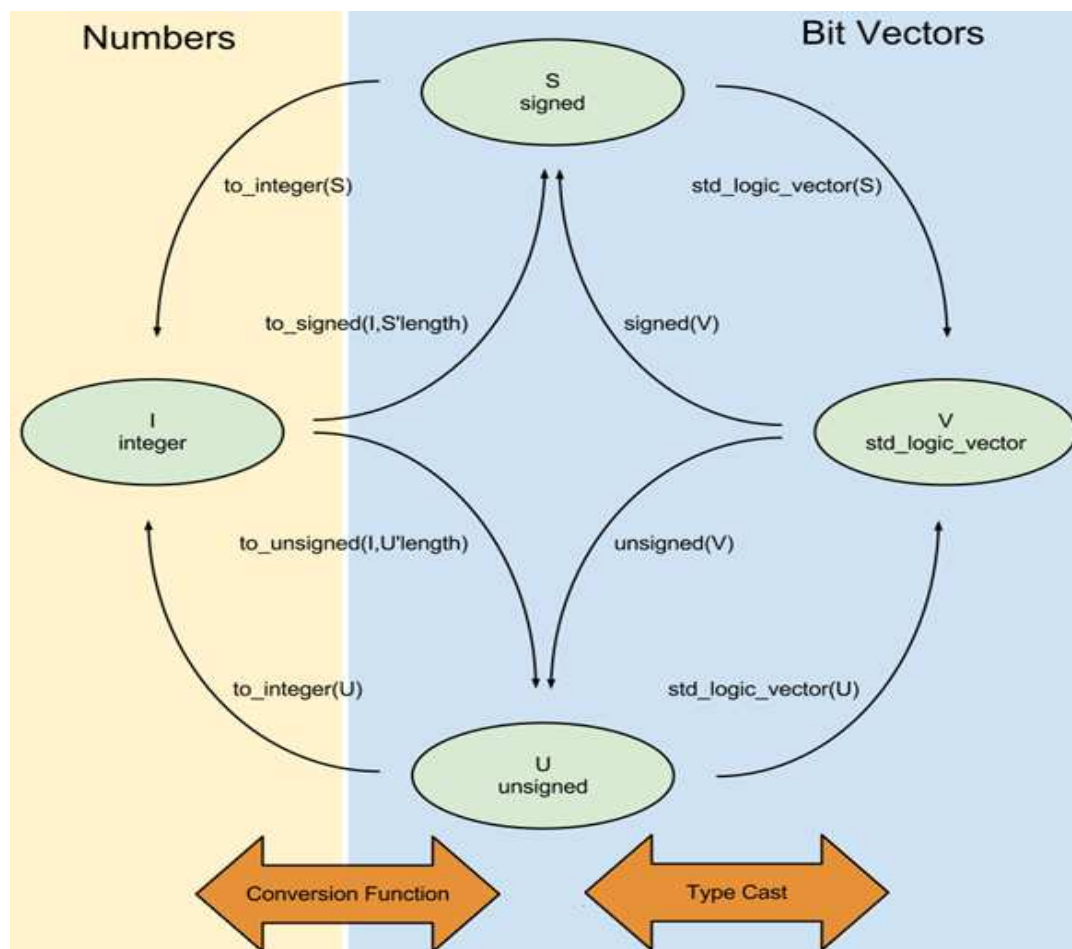 Numbers
Bit Vectors
S
signed
to_integer(S)
std_logic_vector(S)
to_signed(I,S'length)
signed(V)
I
integer
V
std_logic_vector
to_unsigned(I,U'length)
unsigned(V)
to_integer(U)
std_logic_vector(U)
U
unsigned
Conversion Function
Type Cast